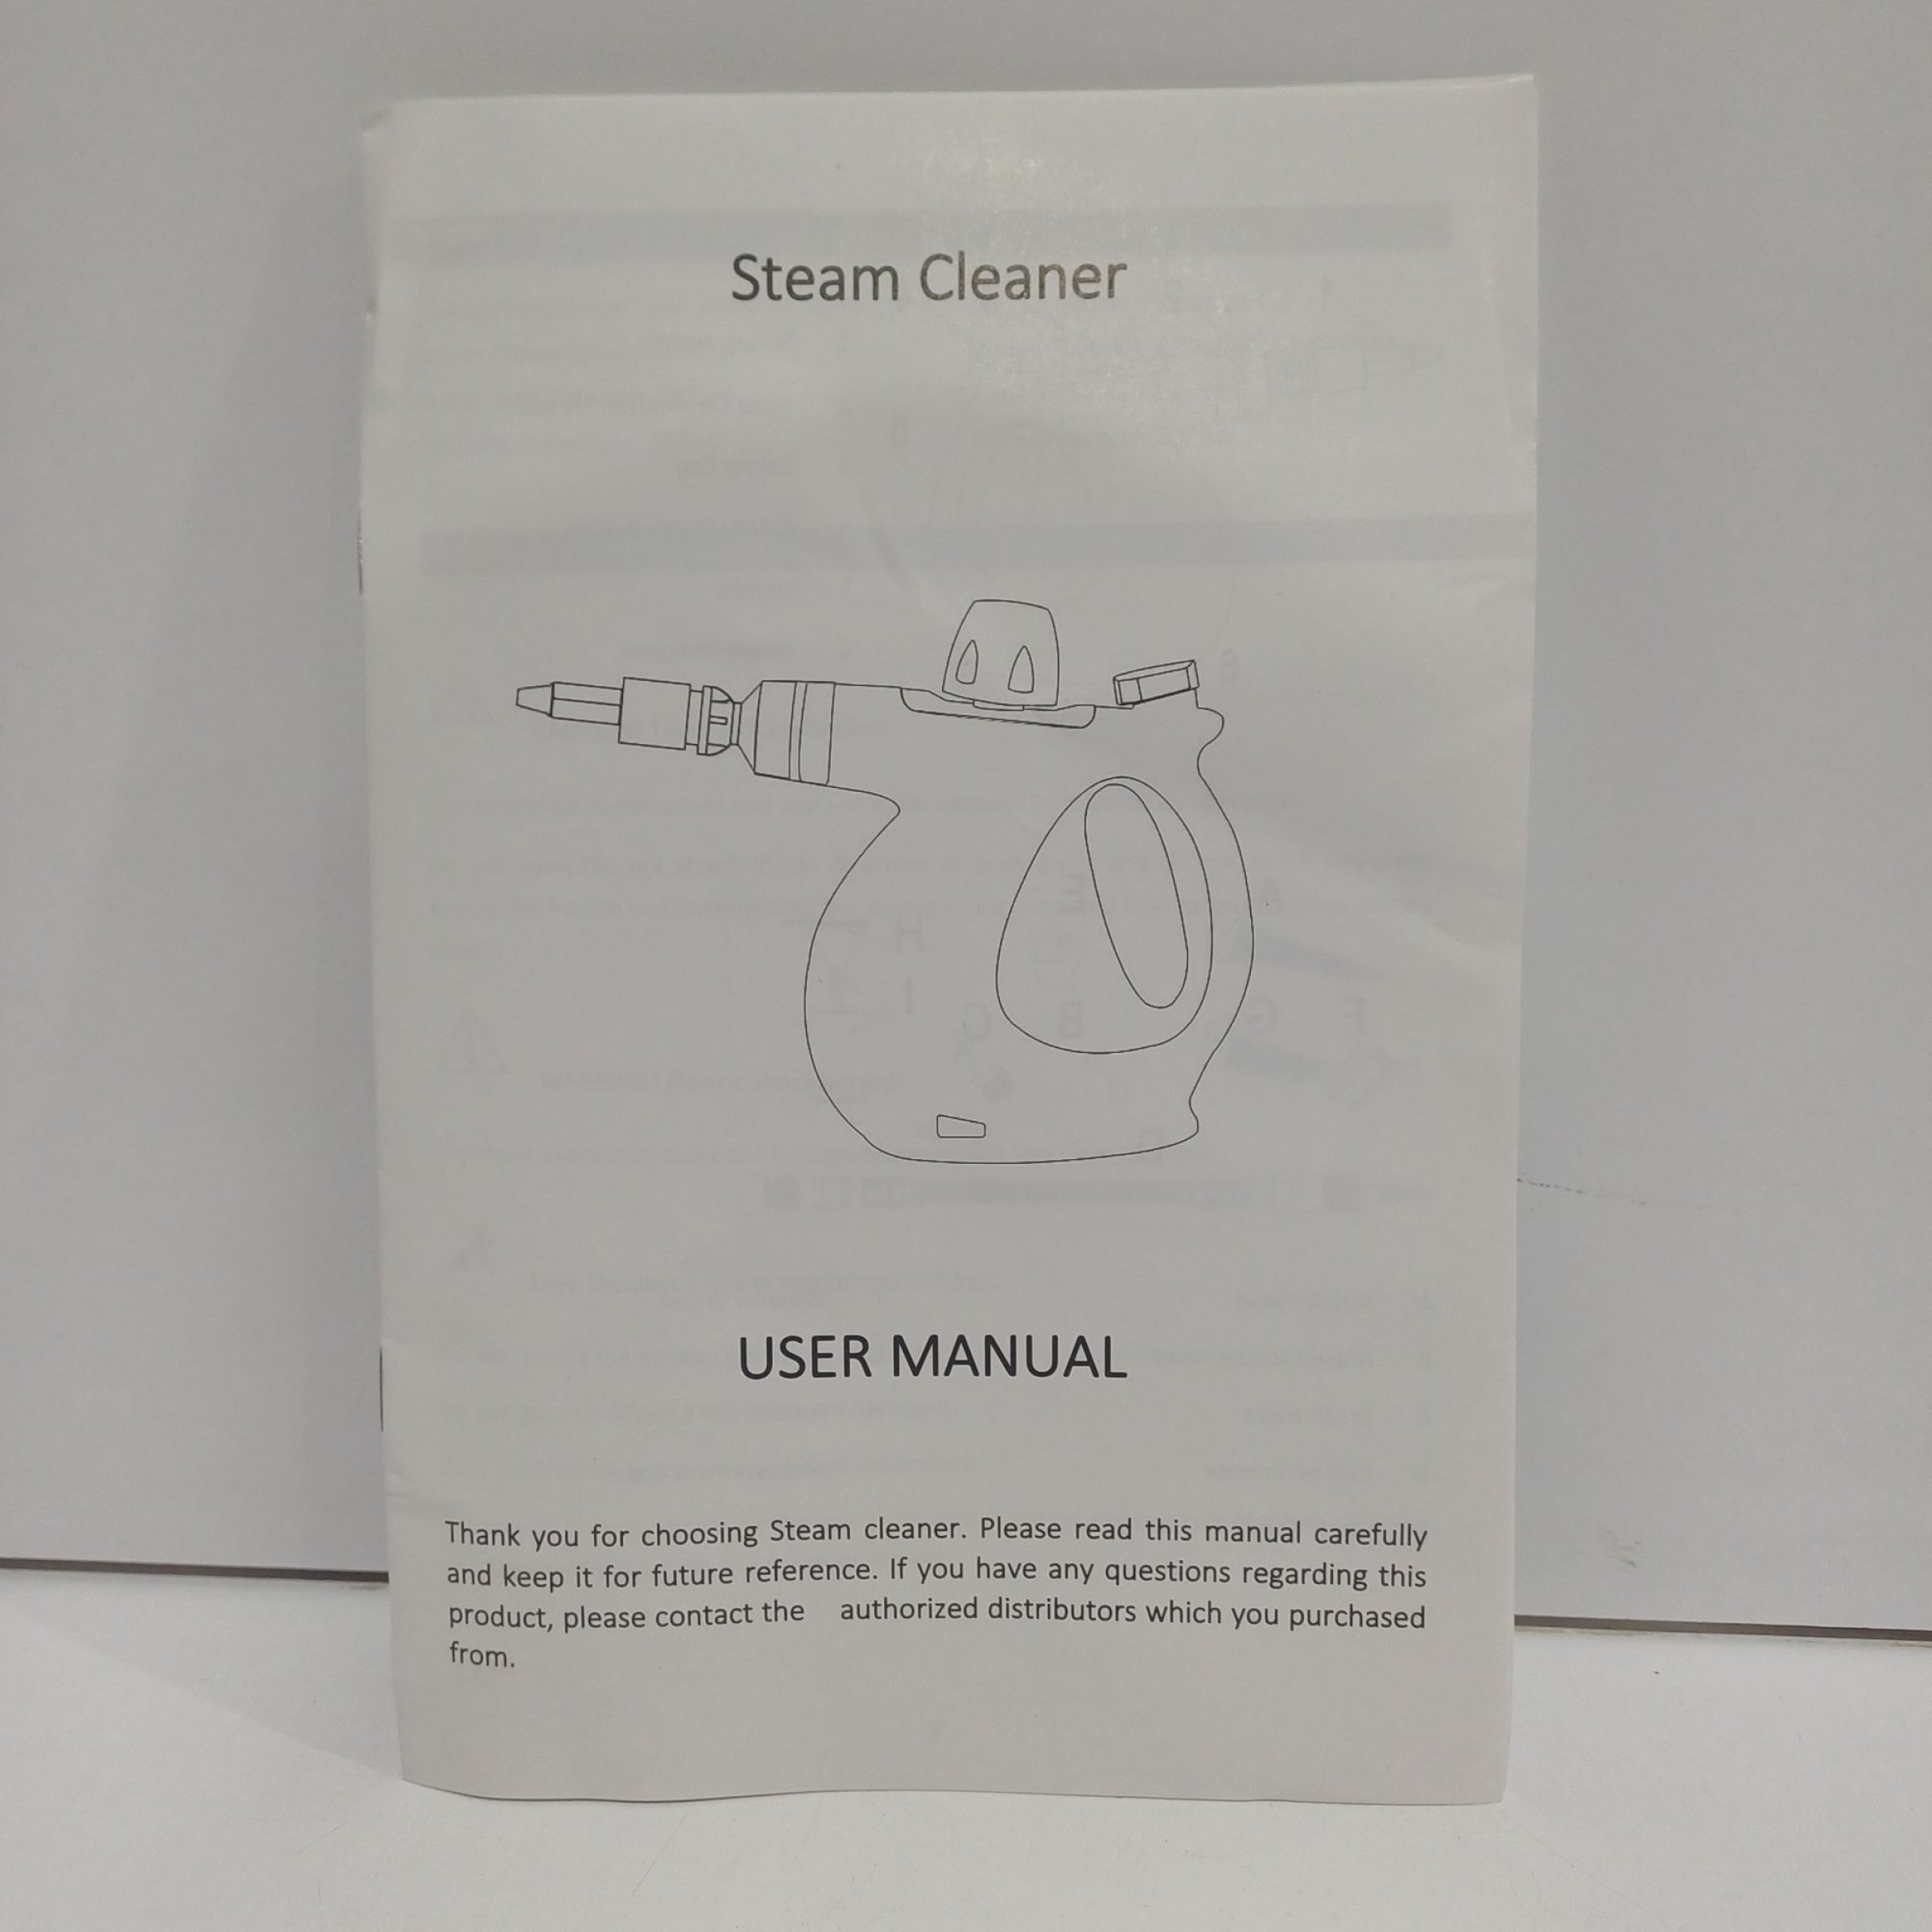 Steam Cleaner
USER MANUAL
Thank you for choosing Steam cleaner. Please read this manual carefully
and keep it for future reference. If you have any questions regarding this
product, please contact the authorized distributors which you purchased
from.